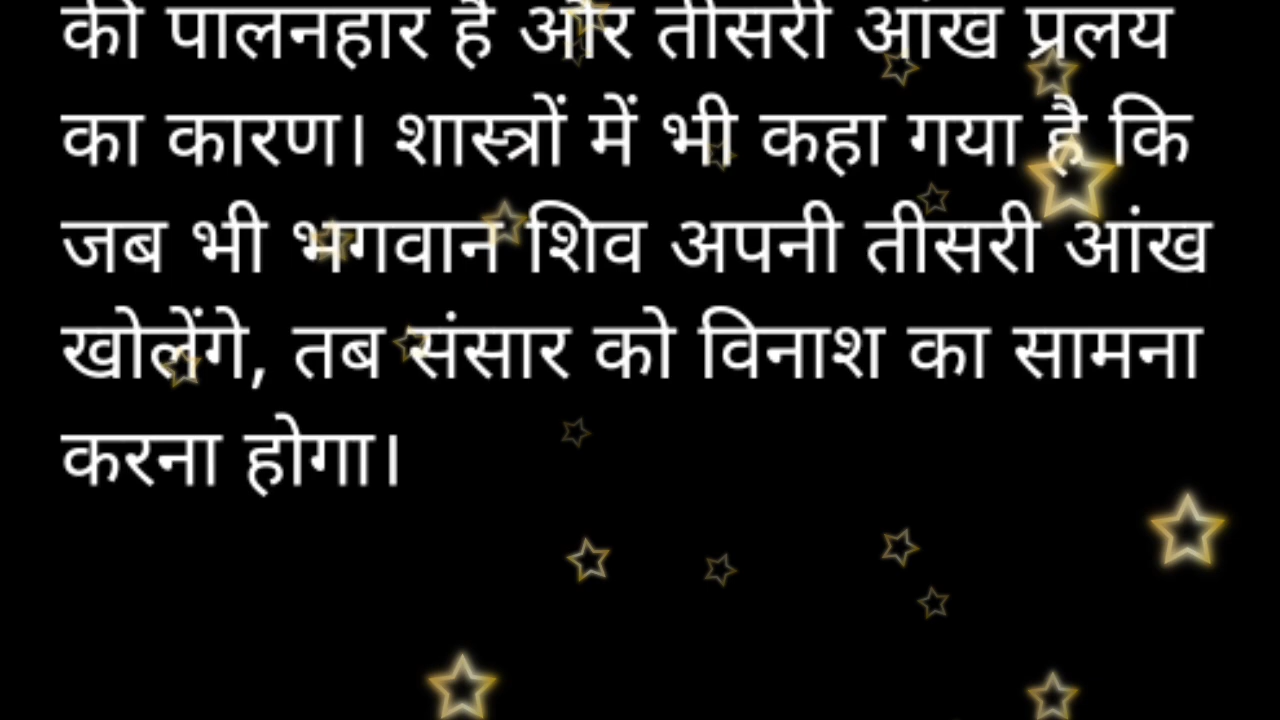 की पालनहार है और तीसरी आंख प्रलय
का कारण। शास्त्रों में भी कहा गया है कि
जब भी भगवान शिव अपनी तीसरी आंख
खोलेंगे, तब संसार को विनाश का सामना
करना होगा।